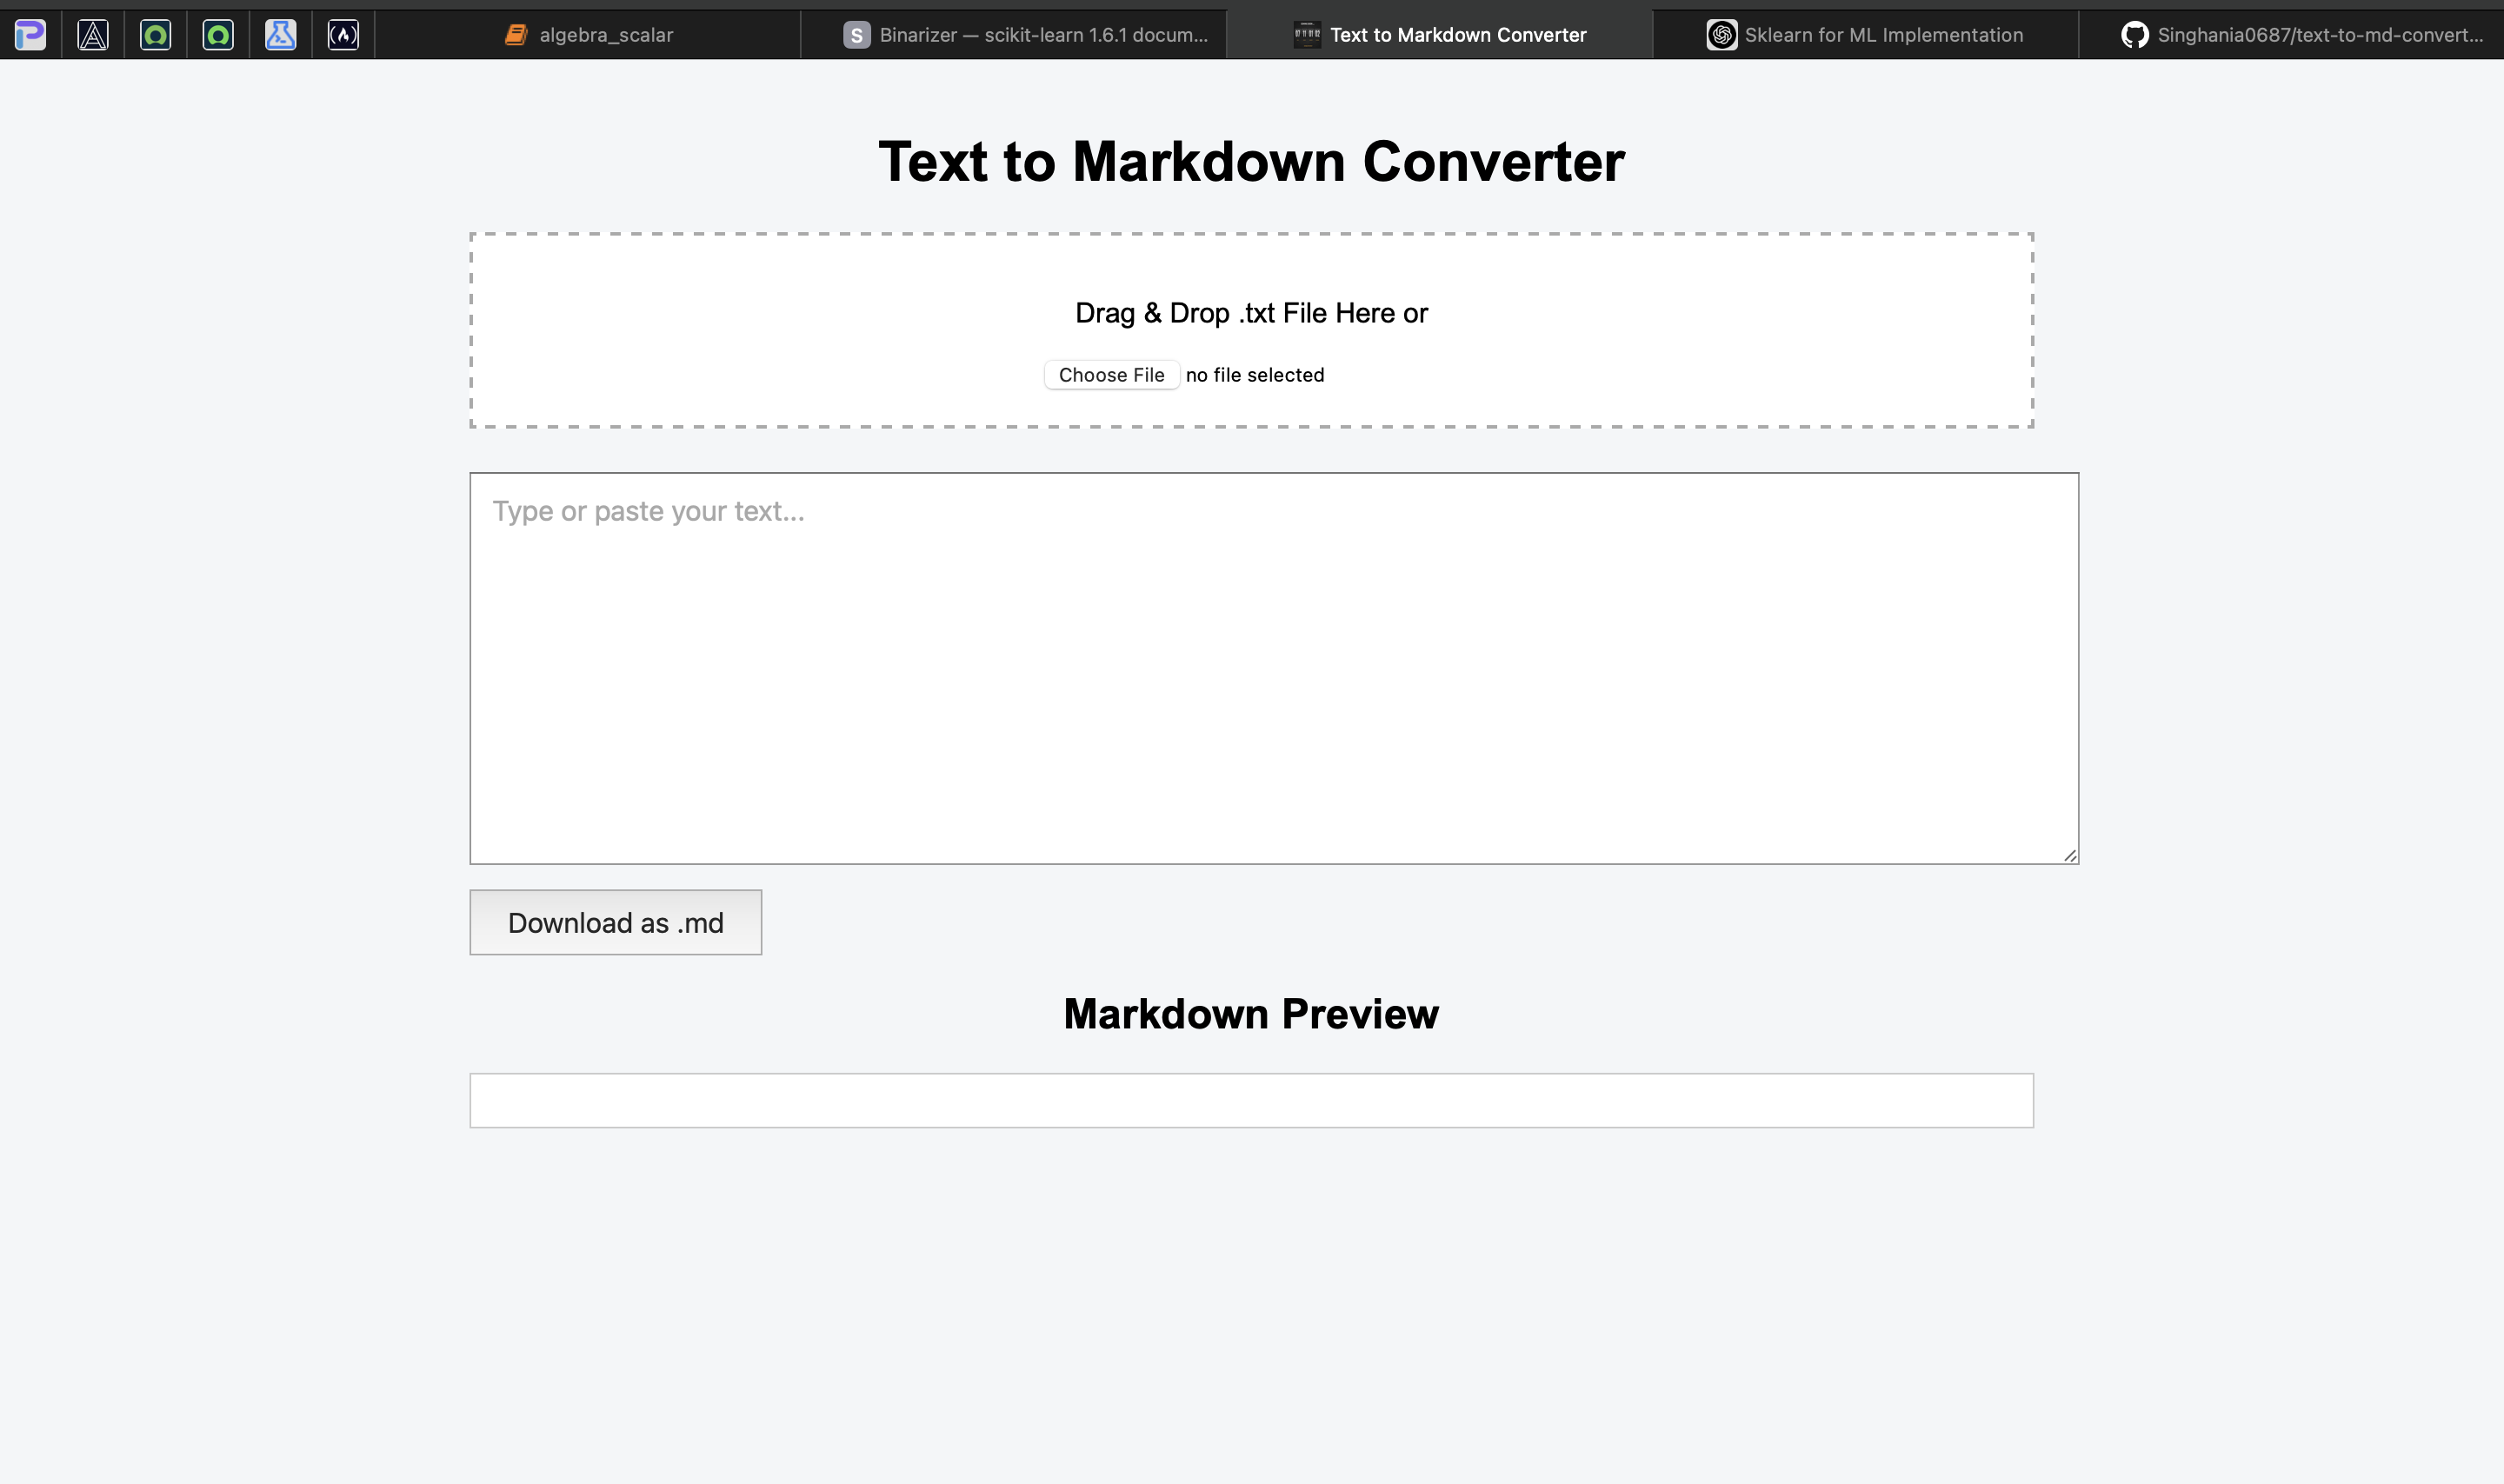 algebra_scalar
S Binarizer — scikit-learn 1.6.1 docum...
Text to Markdown Converter
Sklearn for ML Implementation
Singhania0687/text-to-md-convert...
Text to Markdown Converter
Drag & Drop .txt File Here or
Choose File no file selected
Type or paste your text...
Download as .md
Markdown Preview